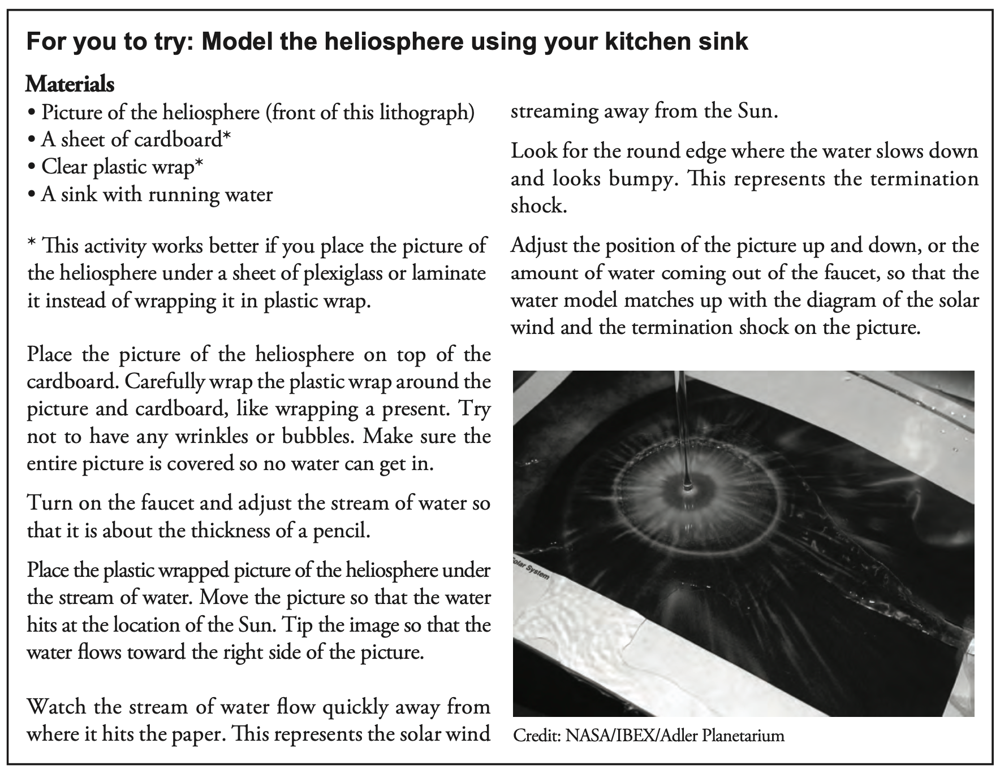 For you to try: Model the heliosphere using your kitchen sink
Materials
• Picture of the heliosphere (front of this lithograph)
• A sheet of cardboard*
• Clear plastic wrap*
• A sink with running water
* This activity works better if you place the picture of
the heliosphere under a sheet of plexiglass or laminate
it instead of wrapping it in plastic wrap.
Place the picture of the heliosphere on top of the
cardboard. Carefully wrap the plastic wrap around the
picture and cardboard, like wrapping a present. Try
not to have any wrinkles or bubbles. Make sure the
entire picture is covered so no water can get in.
Turn on the faucet and adjust the stream of water so
that it is about the thickness of a pencil.
Place the plastic wrapped picture of the heliosphere under
the stream of water. Move the picture so that the water
hits at the location of the Sun. Tip the image so that the
water flows toward the right side of the picture.
Watch the stream of water flow quickly away from
where it hits the paper. This represents the solar wind
streaming away from the Sun.
Look for the round edge where the water slows down
and looks bumpy. This represents the termination
shock.
Adjust the position of the picture up and down, or the
amount of water coming out of the faucet, so that the
water model matches up with the diagram of the solar
wind and the termination shock on the picture.
Solar System
Credit: NASA/IBEX/Adler Planetarium